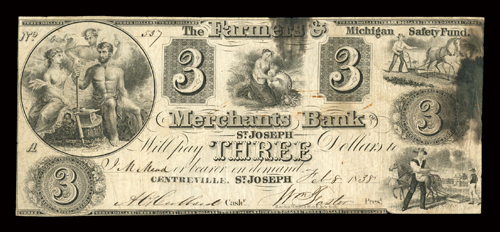 No 537 The Farmers & Michigan Safety Fund.
3 3
Merchants Bank
ST JOSEPH
3
A Will pay THREE Dollars to
or bearer on demand Feb 8 1838
CENTREVILLE. ST JOSEPH
3
Cash. Pres.